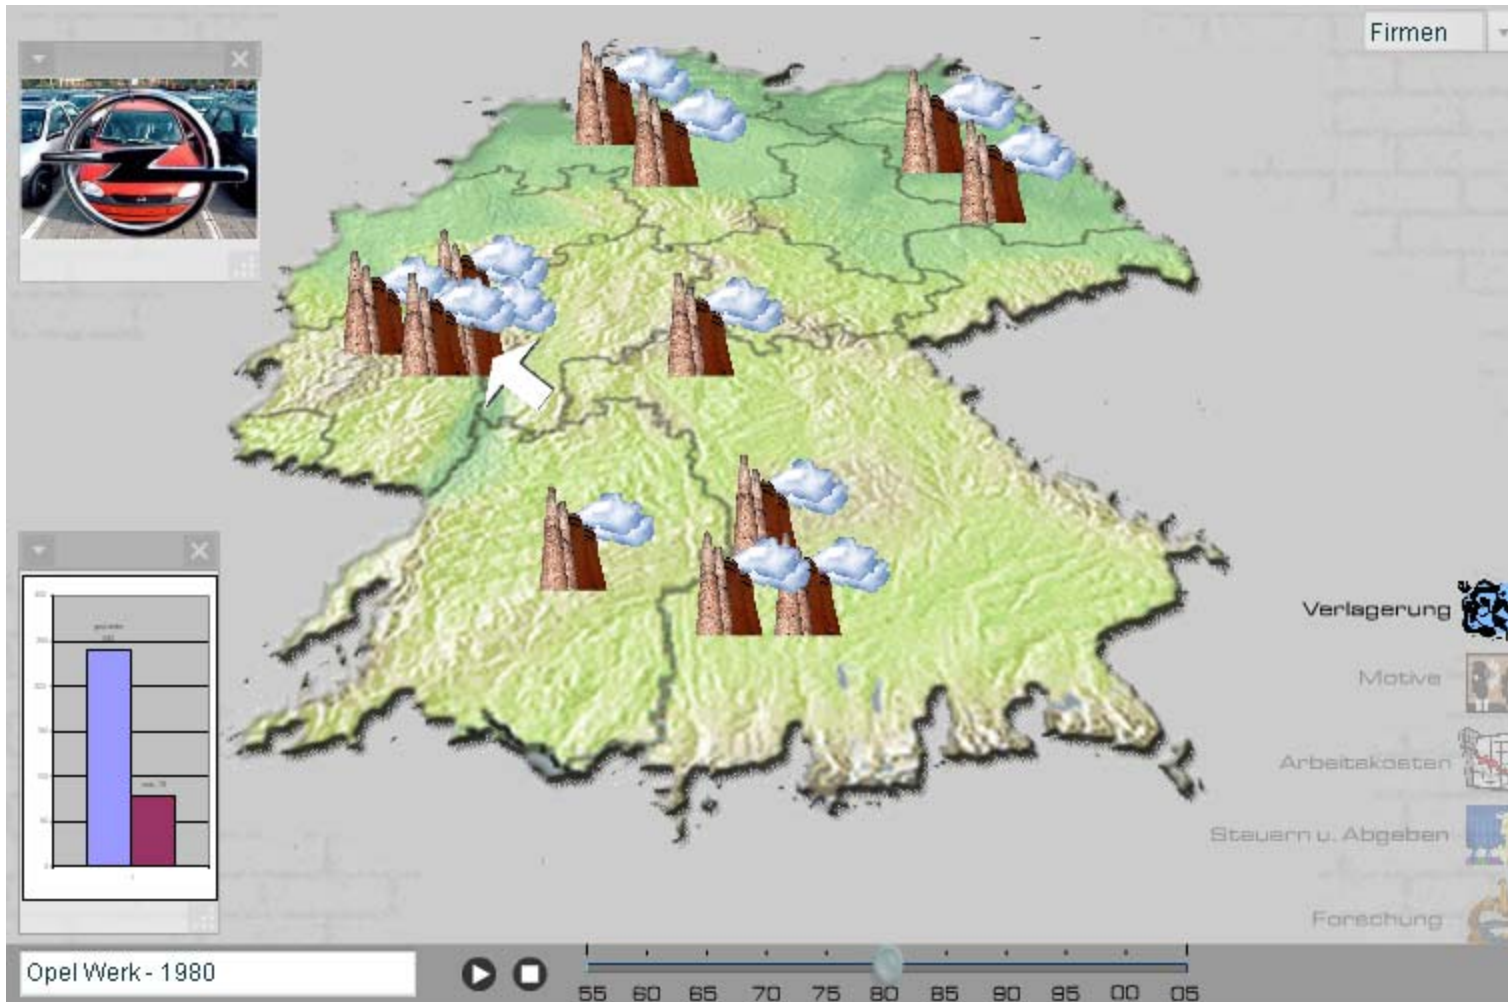 Firmen
Verlagerung
Motive
Arbeitskosten
Steuern u. Abgaben
Forschung
Opel Werk - 1980
55 60 65 70 75 80 85 90 95 00 05